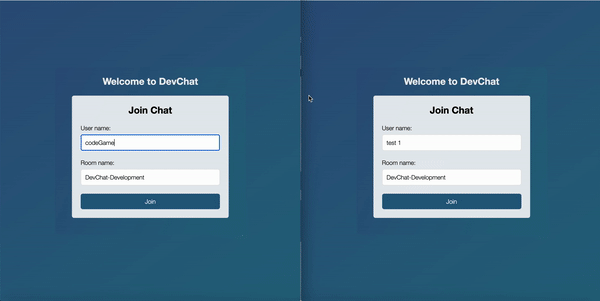 Welcome to DevChat
Join Chat
User name:
codeGame
Room name:
DevChat-Development
Join
Welcome to DevChat
Join Chat
User name:
test 1
Room name:
DevChat-Development
Join